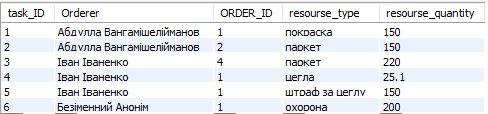 task_ID Orderer ORDER_ID resourse_type resourse_quantity
1 Абдулла Вангамішелійманов 1 покраска 150
2 Абдулла Вангамішелійманов 2 паркет 150
3 Іван Іваненко 4 паркет 220
4 Іван Іваненко 1 цегла 25.1
5 Іван Іваненко 1 штраф за цеглу 150
6 Безіменний Анонім 1 охорона 200